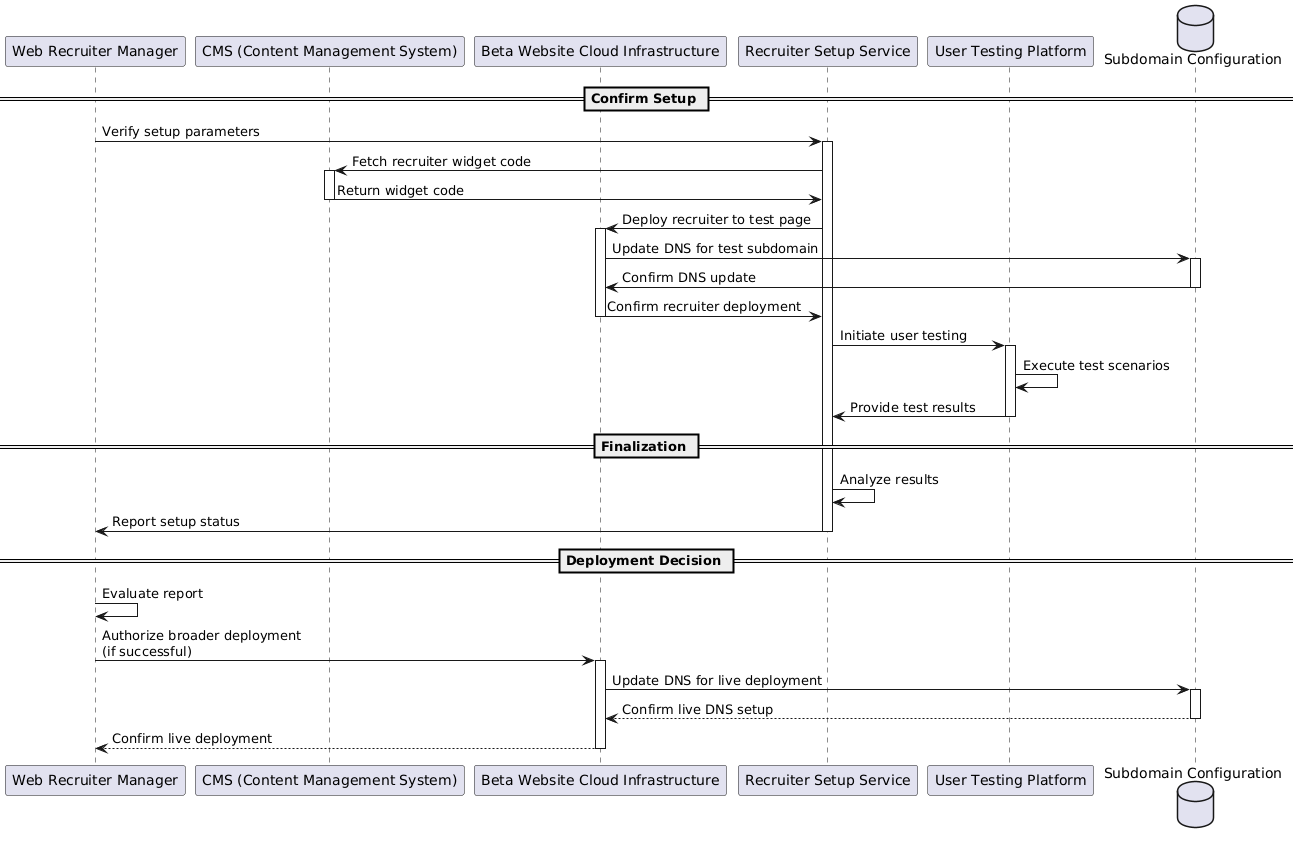 Web Recruiter Manager
CMS (Content Management System)
Beta Website Cloud Infrastructure
Recruiter Setup Service
User Testing Platform
Subdomain Configuration
Confirm Setup
Verify setup parameters
Fetch recruiter widget code
Return widget code
Deploy recruiter to test page
Update DNS for test subdomain
Confirm DNS update
Confirm recruiter deployment
Initiate user testing
Execute test scenarios
Provide test results
Finalization
Analyze results
Report setup status
Deployment Decision
Evaluate report
Authorize broader deployment
(if successful)
Update DNS for live deployment
Confirm live DNS setup
Confirm live deployment
Web Recruiter Manager
CMS (Content Management System)
Beta Website Cloud Infrastructure
Recruiter Setup Service
User Testing Platform
Subdomain Configuration